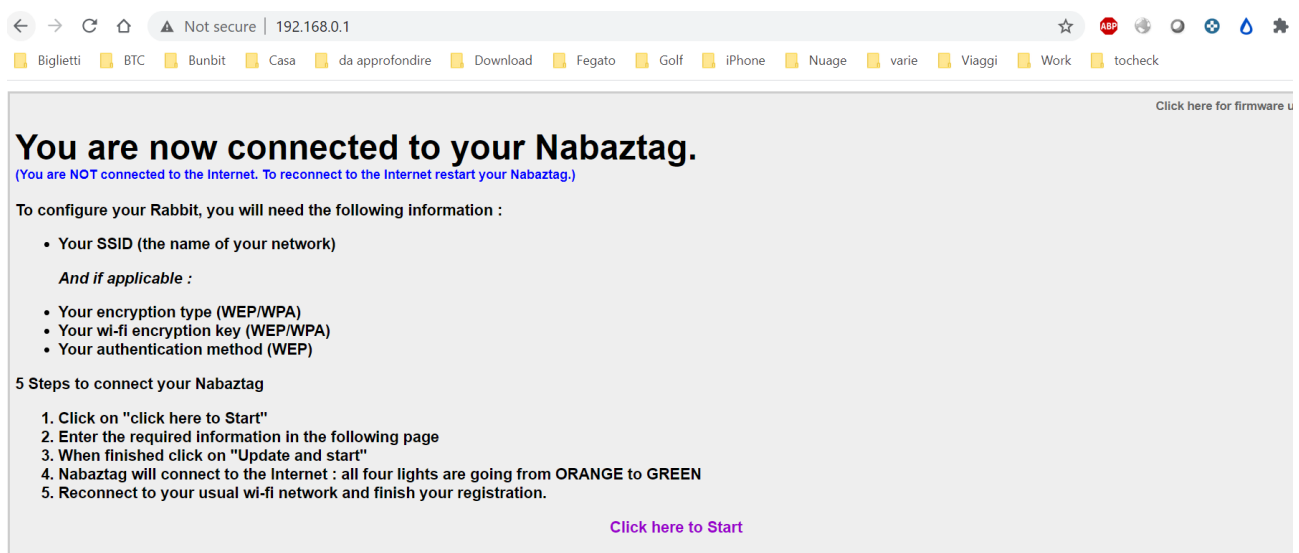 Not secure | 192.168.0.1
ABP
Biglietti BTC Bunbit Casa da approfondire Download Fegato Golf iPhone Nuage varie Viaggi Work tocheck
Click here for firmware u
You are now connected to your Nabaztag.
(You are NOT connected to the Internet. To reconnect to the Internet restart your Nabaztag.)
To configure your Rabbit, you will need the following information :
• Your SSID (the name of your network)
And if applicable :
• Your encryption type (WEP/WPA)
• Your wi-fi encryption key (WEP/WPA)
• Your authentication method (WEP)
5 Steps to connect your Nabaztag
1. Click on "click here to Start"
2. Enter the required information in the following page
3. When finished click on "Update and start"
4. Nabaztag will connect to the Internet : all four lights are going from ORANGE to GREEN
5. Reconnect to your usual wi-fi network and finish your registration.
Click here to Start